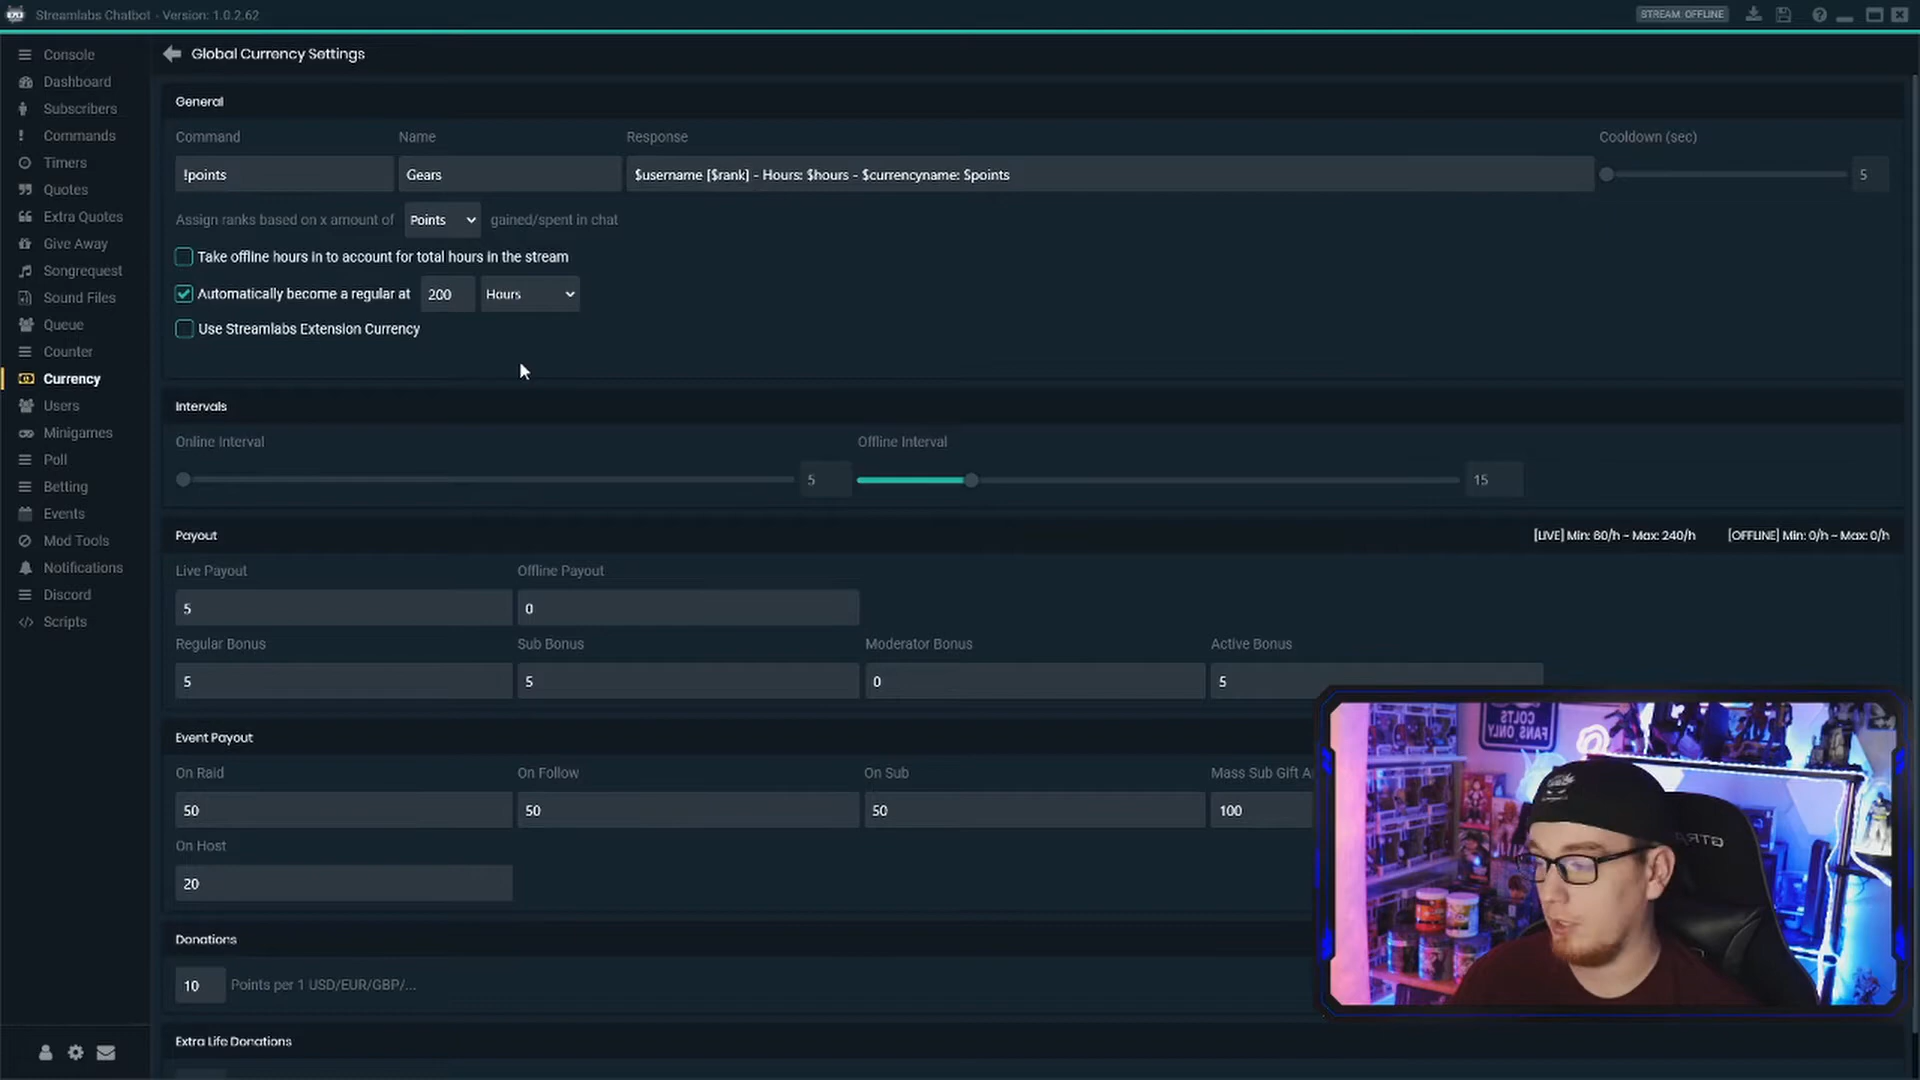 Streamlabs Chatbot - Version: 1.0.2.62
STREAM: OFFLINE
Console
Dashboard
Subscribers
Commands
Timers
Quotes
Extra Quotes
Give Away
Songrequest
Sound Files
Queue
Counter
Currency
Users
Minigames
Poll
Betting
Events
Mod Tools
Notifications
Discord
Scripts
Global Currency Settings
General
Command Name Response Cooldown (sec)
!points Gears $username [$rank] - Hours: $hours - $currencyname: $points 5
Assign ranks based on x amount of Points gained/spent in chat
Take offline hours in to account for total hours in the stream
Automatically become a regular at 200 Hours
Use Streamlabs Extension Currency
Intervals
Online Interval Offline Interval
5 15
Payout [LIVE] Min: 60/h - Max: 240/h [OFFLINE] Min: 0/h - Max: 0/h
Live Payout Offline Payout
5 0
Regular Bonus Sub Bonus Moderator Bonus Active Bonus
5 5 0 5
Event Payout
On Raid On Follow On Sub Mass Sub Gift
50 50 50 100
On Host
20
Donations
10 Points per 1 USD/EUR/GBP/...
Extra Life Donations
COLTS
FANS ONLY